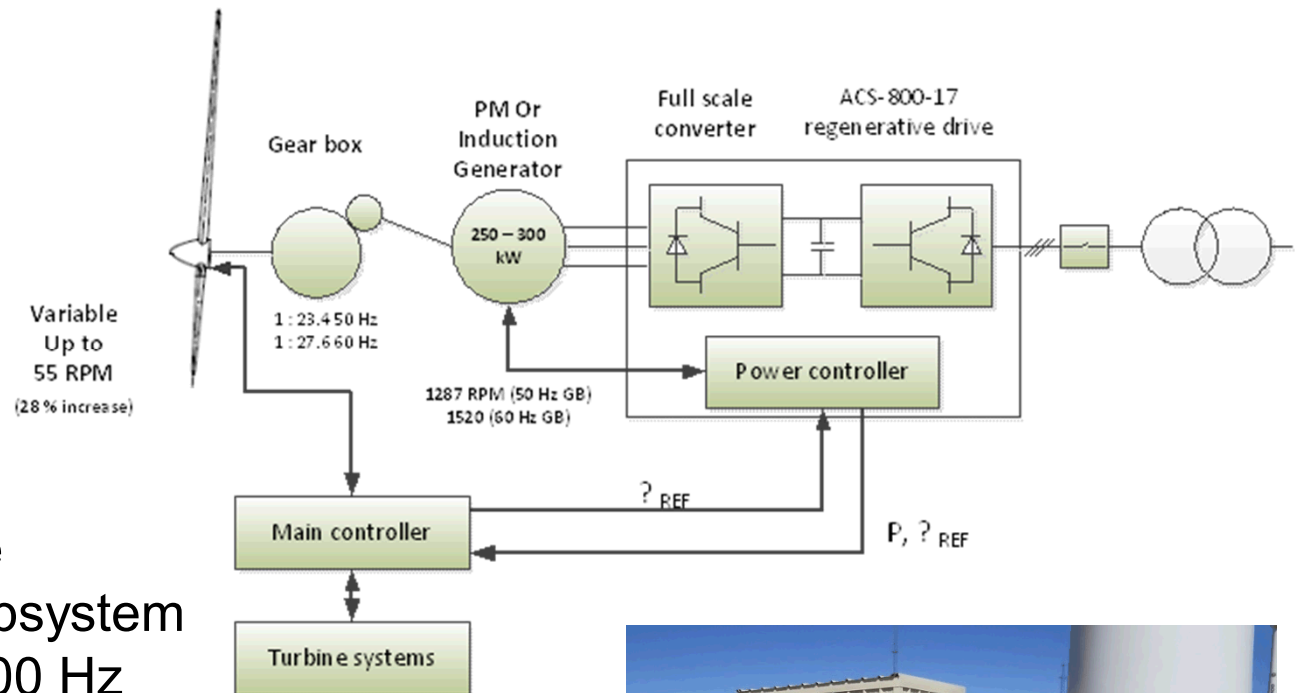 Full scale
converter
ACS-800-17
regenerative drive
PM Or
Induction
Generator
Gear box
250 – 300
kW
Variable
Up to
55 RPM
(28 % increase)
1 : 23.4 50 Hz
1 : 27.6 60 Hz
Power controller
1287 RPM (50 Hz GB)
1520 (60 Hz GB)
? REF
Main controller
P, ? REF
Turbine systems
00 Hz